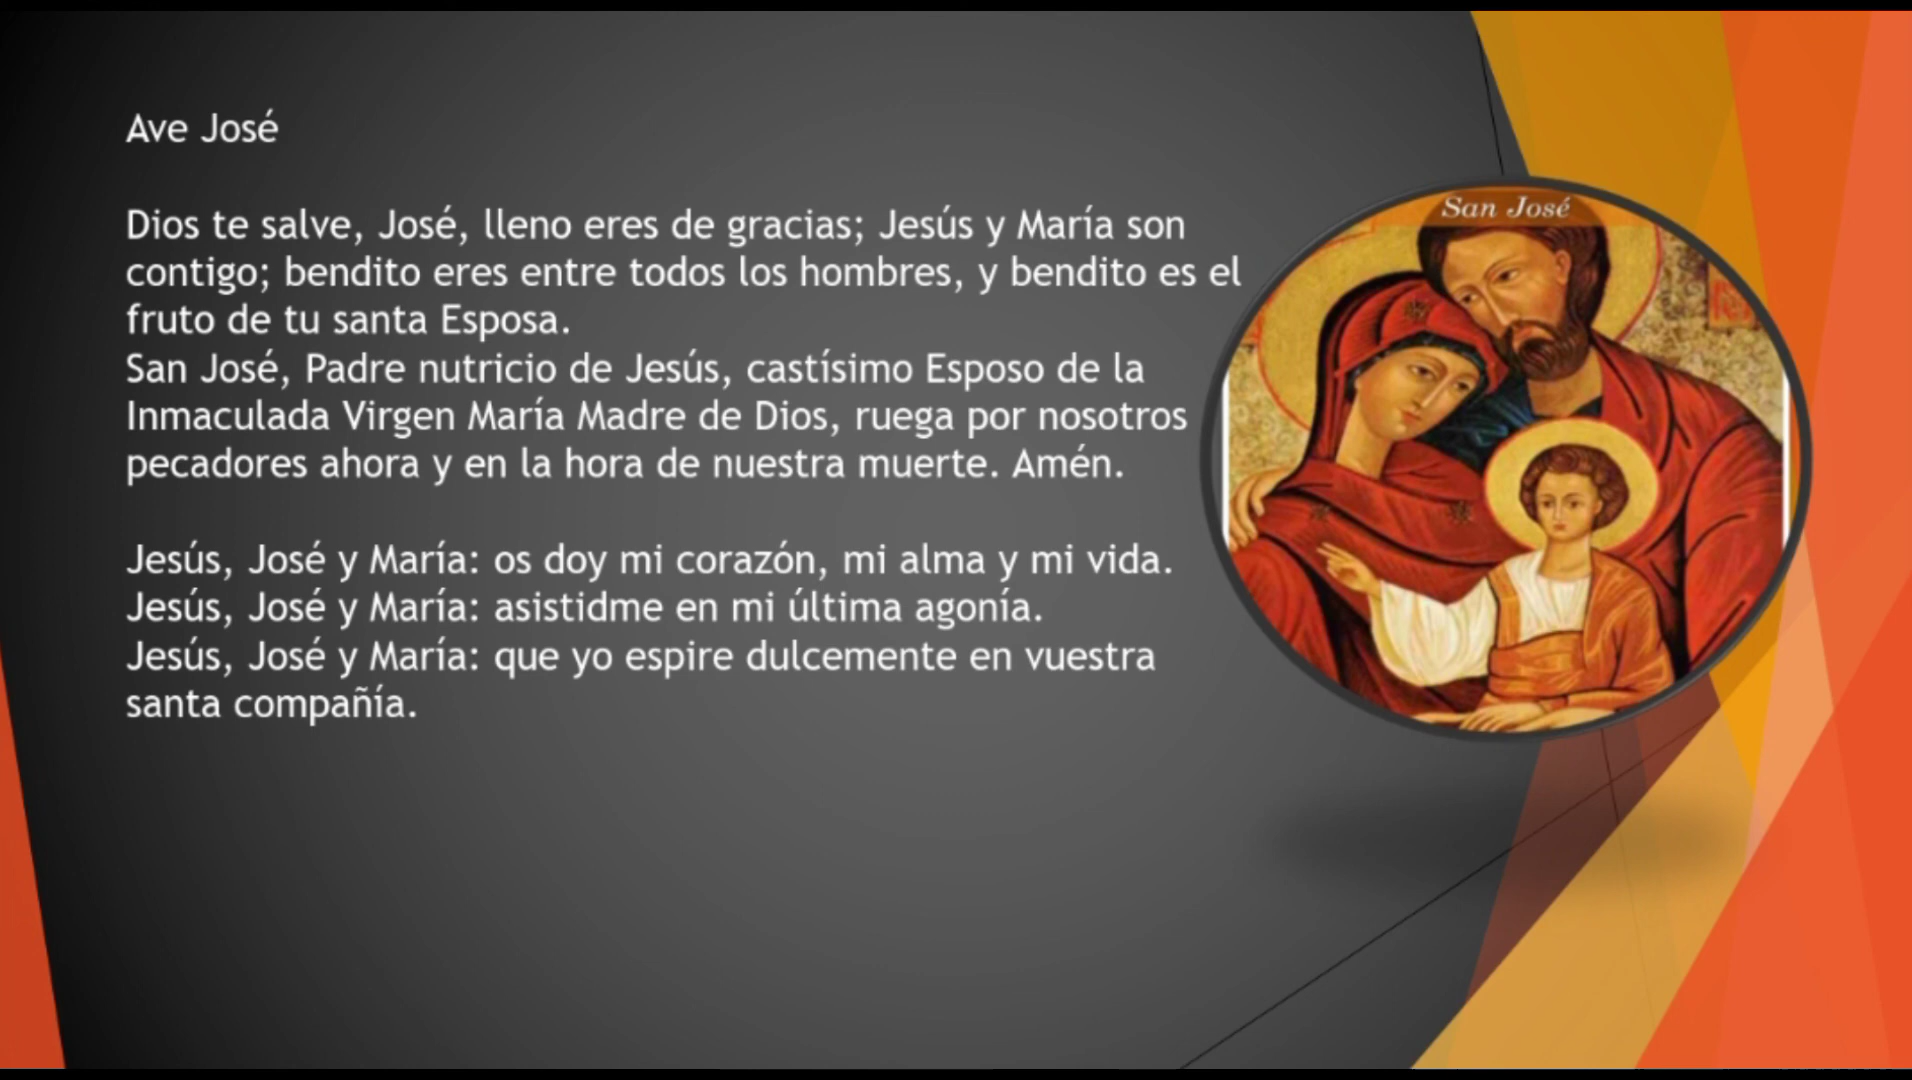 Ave José
Dios te salve, José, lleno eres de gracias; Jesús y María son
contigo; bendito eres entre todos los hombres, y bendito es el
fruto de tu santa Esposa.
San José, Padre nutricio de Jesús, castísimo Esposo de la
Inmaculada Virgen María Madre de Dios, ruega por nosotros
pecadores ahora y en la hora de nuestra muerte. Amén.
Jesús, José y María: os doy mi corazón, mi alma y mi vida.
Jesús, José y María: asistidme en mi última agonía.
Jesús, José y María: que yo espire dulcemente en vuestra
santa compañía.
San José